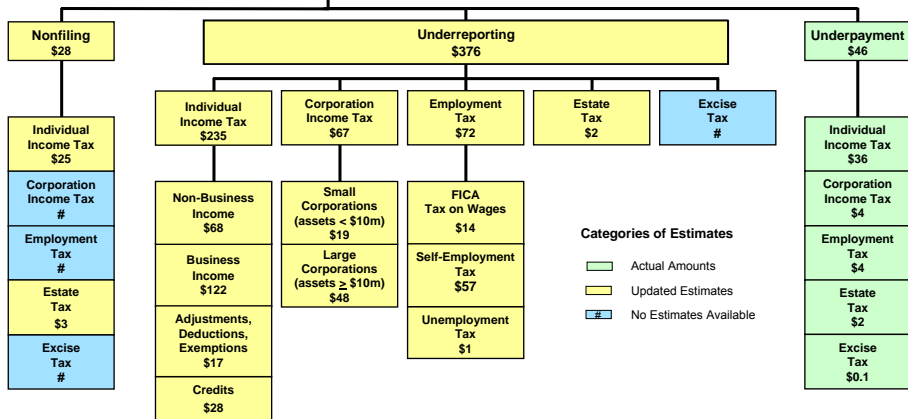 Nonfiling
$28
Underreporting
$376
Underpayment
$46
Individual
Income Tax
$25
Corporation
Income Tax
#
Employment
Tax
#
Estate
Tax
$3
Excise
Tax
#
Individual
Income Tax
$235
Corporation
Income Tax
$67
Employment
Tax
$72
Estate
Tax
$2
Excise
Tax
#
Non-Business
Income
$68
Business
Income
$122
Adjustments,
Deductions,
Exemptions
$17
Credits
$28
Small
Corporations
(assets < $10m)
$19
Large
Corporations
(assets ≥ $10m)
$48
FICA
Tax on Wages
$14
Self-Employment
Tax
$57
Unemployment
Tax
$1
Categories of Estimates
Actual Amounts
Updated Estimates
# No Estimates Available
Individual
Income Tax
$36
Corporation
Income Tax
$4
Employment
Tax
$4
Estate
Tax
$2
Excise
Tax
$0.1